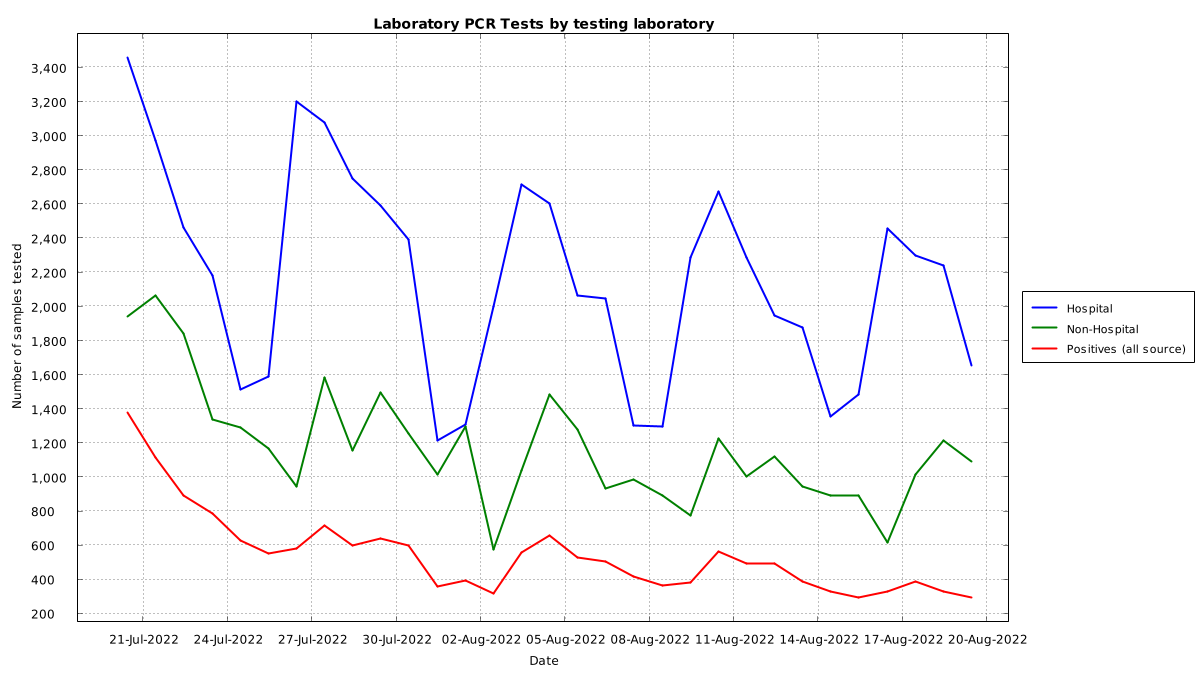 Laboratory PCR Tests by testing laboratory
3,400
3,200
3,000
2,800
2,600
2,400
2,200
2,000
1,800
1,600
1,400
1,200
1,000
800
600
400
200
Number of samples tested
21-Jul-2022 24-Jul-2022 27-Jul-2022 30-Jul-2022 02-Aug-2022 05-Aug-2022 08-Aug-2022 11-Aug-2022 14-Aug-2022 17-Aug-2022 20-Aug-2022
Date
Hospital
Non-Hospital
Positives (all source)